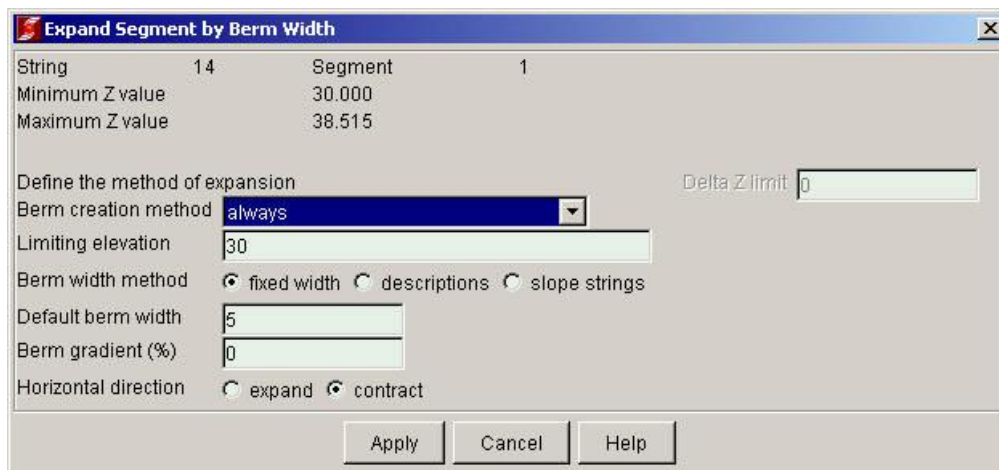 Expand Segment by Berm Width
String 14 Segment 1
Minimum Z value 30.000
Maximum Z value 38.515
Define the method of expansion Delta Z limit 0
Berm creation method always
Limiting elevation 30
Berm width method fixed width descriptions slope strings
Default berm width 5
Berm gradient (%) 0
Horizontal direction expand contract
Apply Cancel Help